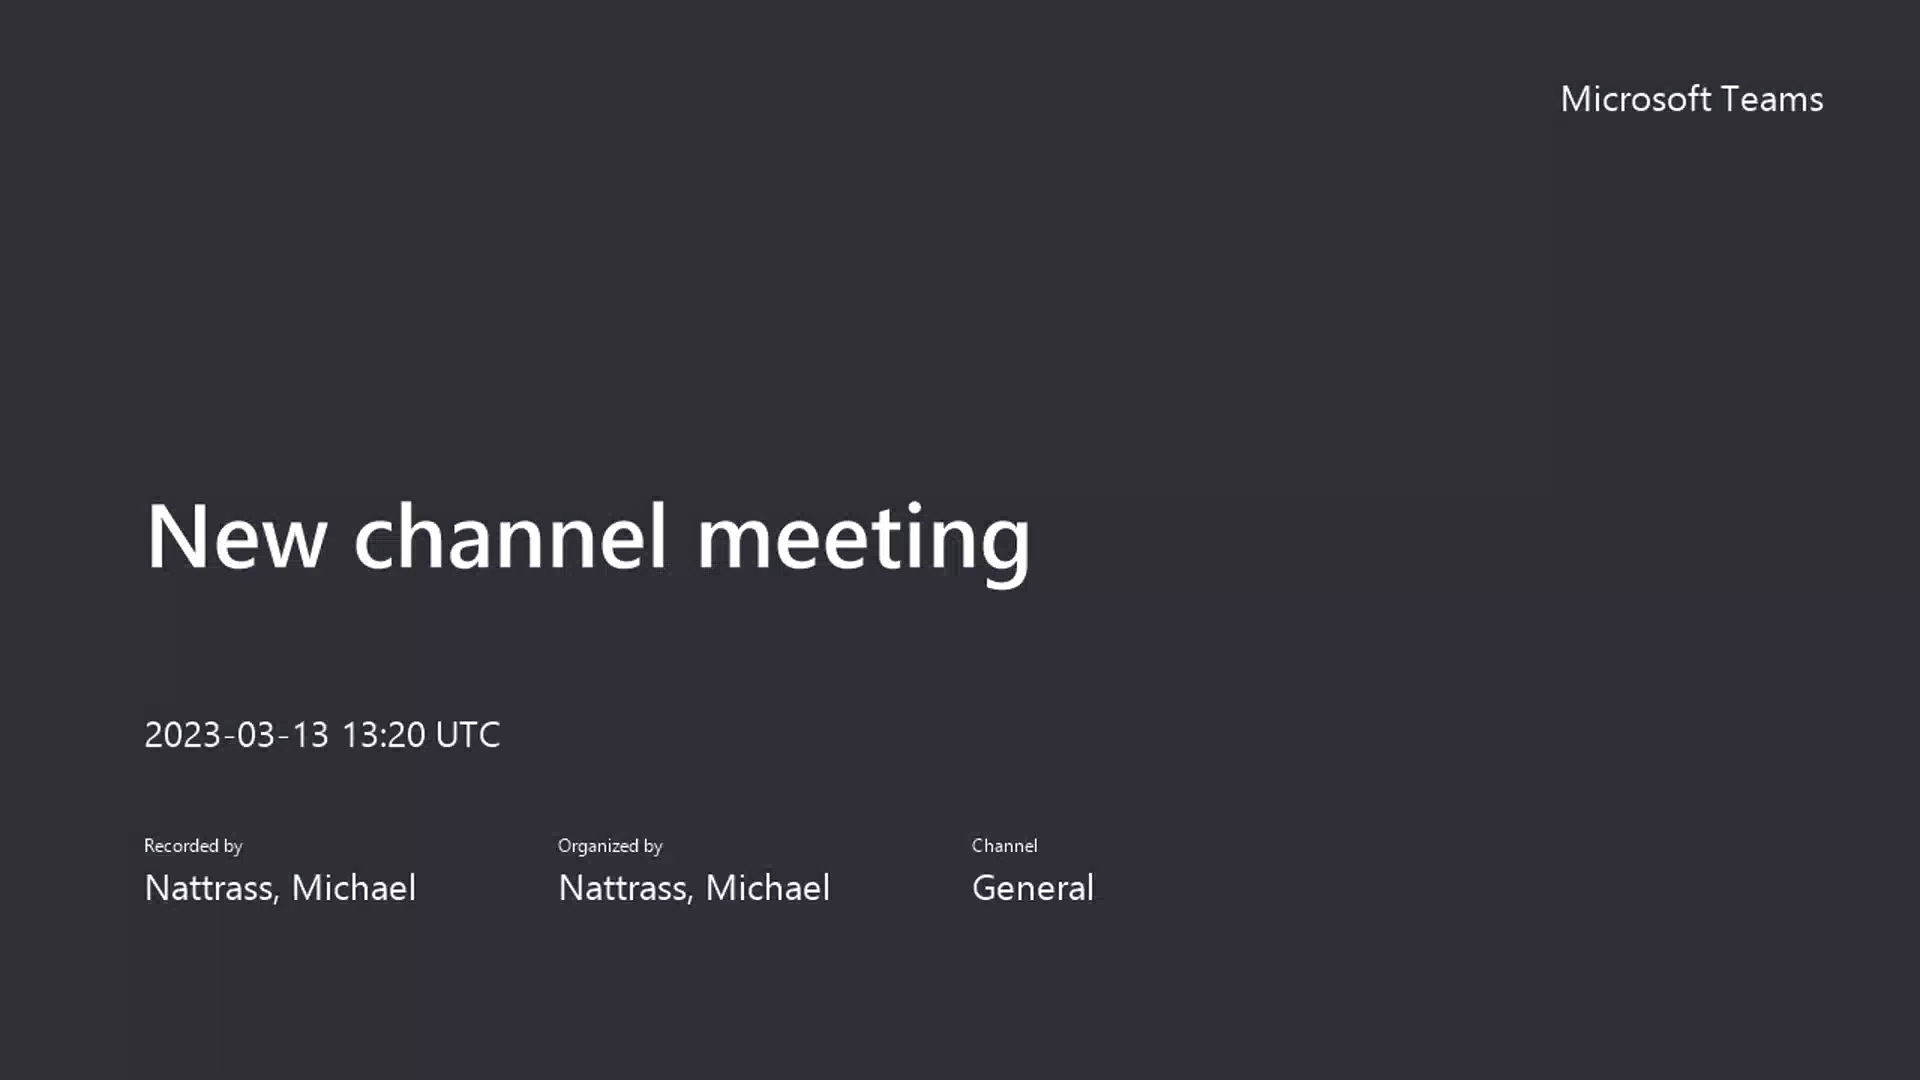 Microsoft Teams
New channel meeting
2023-03-13 13:20 UTC
Recorded by
Nattrass, Michael
Organized by
Nattrass, Michael
Channel
General